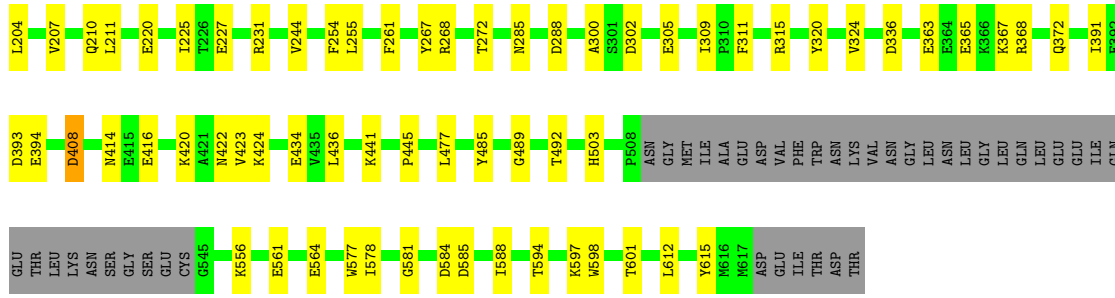 L204 V207 Q210 L211 E220 I225 T226 E227 R231 V244 F254 L255 F261 Y267 R268 T272 N285 D288 A300 S301 D302 E305 I309 P310 F311 R315 Y320 V324 D336 E363 E364 E365 K366 K367 R368 Q372 I391 E392
D393 E394 D408 N414 E415 E416 K420 A421 N422 V423 K424 E434 V435 L436 K441 P445 L477 Y485 G489 T492 H503 P508 ASN GLY MET ILE ALA GLU ASP VAL PHE TRP ASN LYS VAL ASN GLY LEU ASN LEU GLY LEU GLN LEU GLU GLU ILE GLN
GLU THR LEU LYS ASN SER GLY SER GLU CYS G545 K556 E561 E564 W577 I578 G581 D584 D585 I588 T594 K597 W598 T601 L612 Y615 M616 M617 ASP GLU ILE THR ASP THR